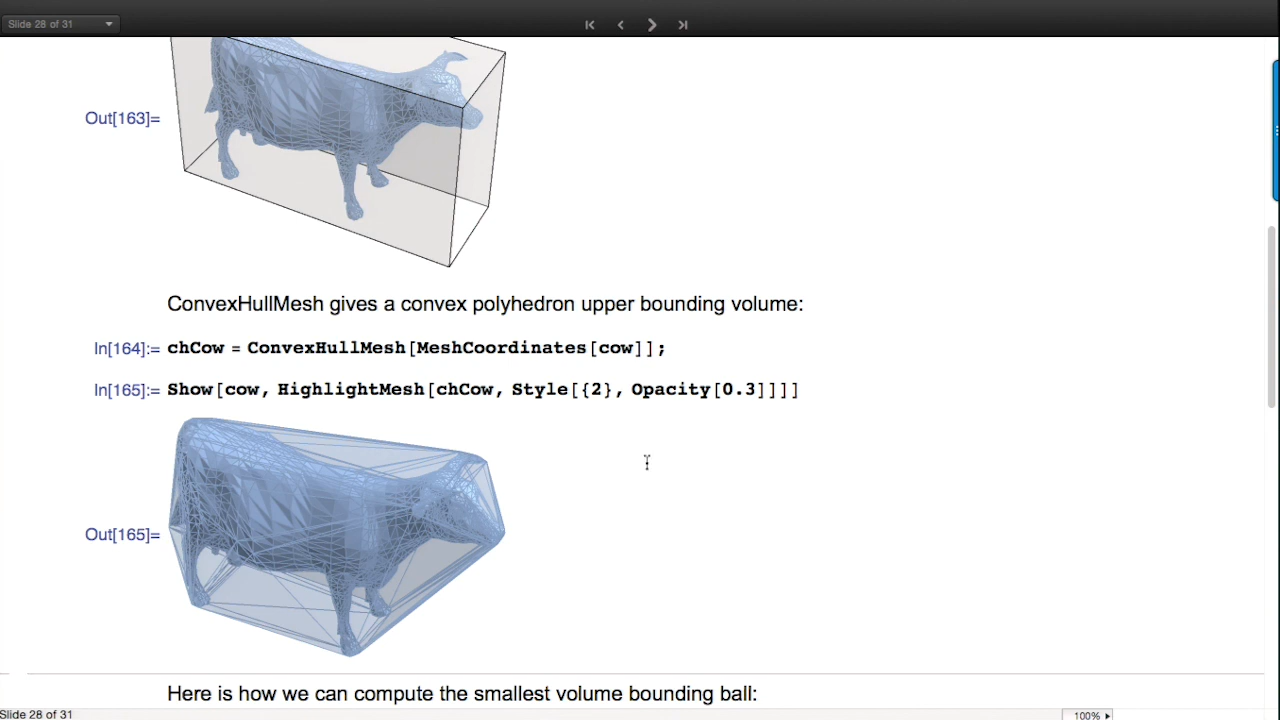 Slide 28 of 31
Out[163]=
ConvexHullMesh gives a convex polyhedron upper bounding volume:
In[164]:= chCow = ConvexHullMesh[MeshCoordinates[cow]];
In[165]:= Show[cow, HighlightMesh[chCow, Style[{2}, Opacity[0.3]]]]
Out[165]=
Here is how we can compute the smallest volume bounding ball:
Slide 28 of 31
100%